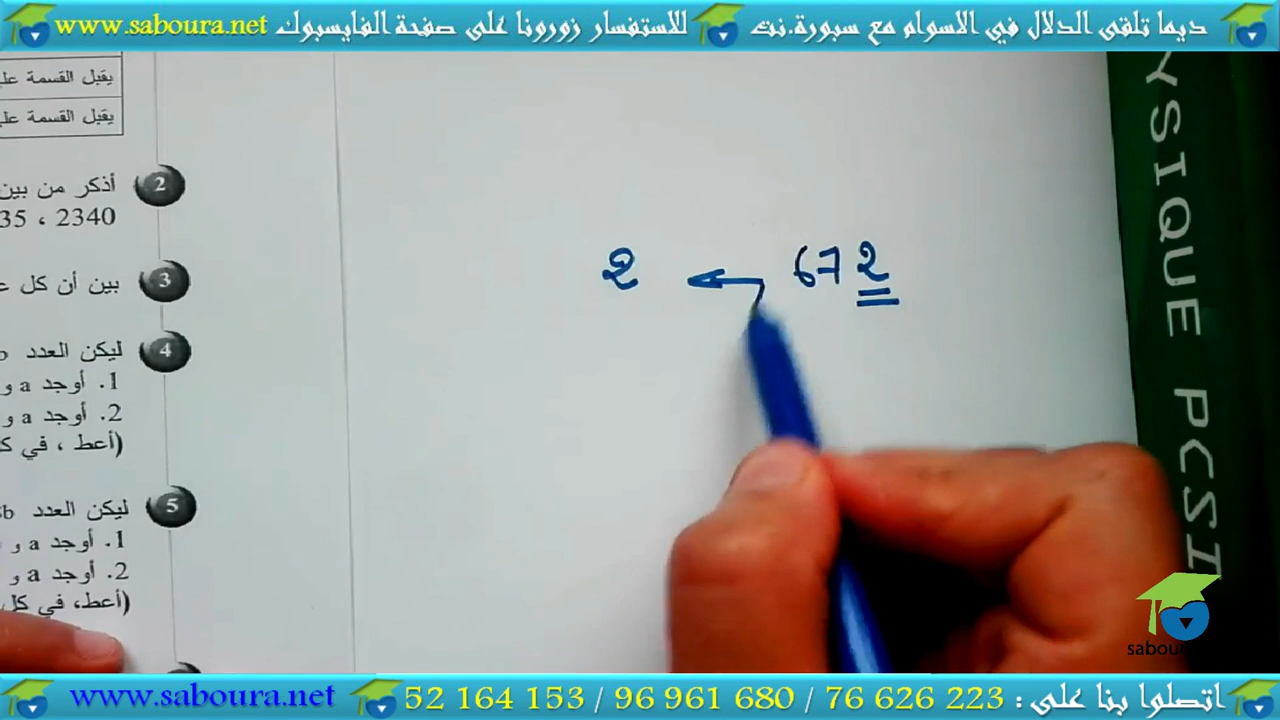 ديما تلقى الدلال في الاسوام مع سبورة.نت للاستفسار زورونا على صفحة الفايسبوك www.saboura.net
يقبل القسمة على
يقبل القسمة على
2 أذكر من بين
2340 ، 35
3 بين أن كل
4 ليكن العدد b
1. أوجد a و
2. أوجد a و
(أعط ، في ك
5 ليكن العدد b
1. أوجد a و
2. أوجد a و
(أعط، في كل
2 ← 672
YSIQUE PCSI
اتصلوا بنا على : 52 164 153 / 96 961 680 / 76 626 223 www.saboura.net